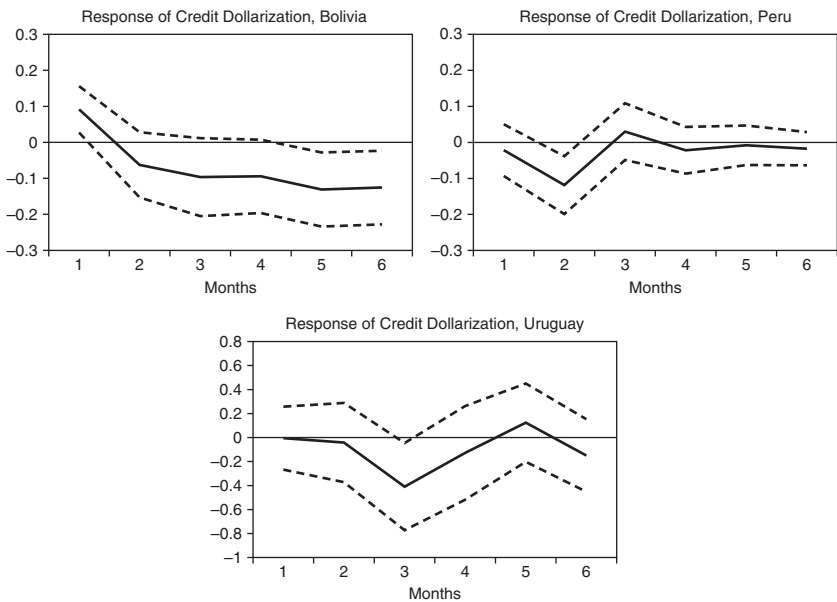 Response of Credit Dollarization, Bolivia
0.3
0.2
0.1
0
–0.1
–0.2
–0.3
1 2 3 4 5 6
Months
Response of Credit Dollarization, Peru
0.3
0.2
0.1
0
–0.1
–0.2
–0.3
1 2 3 4 5 6
Months
Response of Credit Dollarization, Uruguay
0.8
0.6
0.4
0.2
0
–0.2
–0.4
–0.6
–0.8
–1
1 2 3 4 5 6
Months